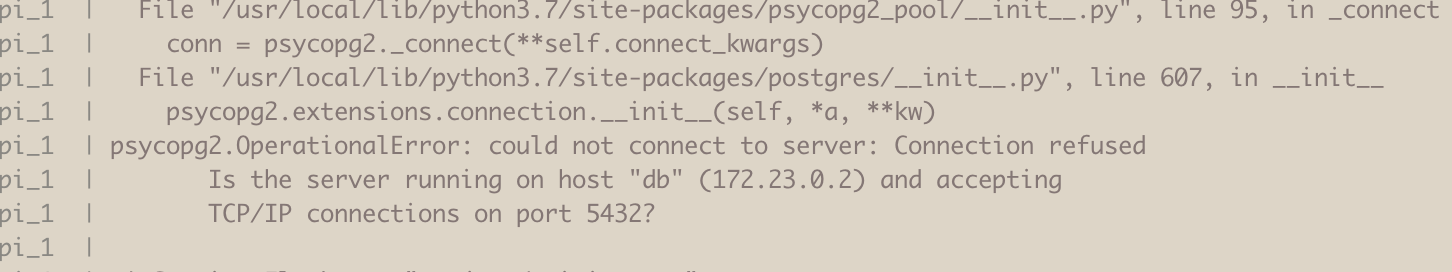 pi_1  |   File "/usr/local/lib/python3.7/site-packages/psycopg2_pool/__init__.py", line 95, in _connect
pi_1  |     conn = psycopg2._connect(**self.connect_kwargs)
pi_1  |   File "/usr/local/lib/python3.7/site-packages/postgres/__init__.py", line 607, in __init__
pi_1  |     psycopg2.extensions.connection.__init__(self, *a, **kw)
pi_1  | psycopg2.OperationalError: could not connect to server: Connection refused
pi_1  |        Is the server running on host "db" (172.23.0.2) and accepting
pi_1  |        TCP/IP connections on port 5432?
pi_1  |